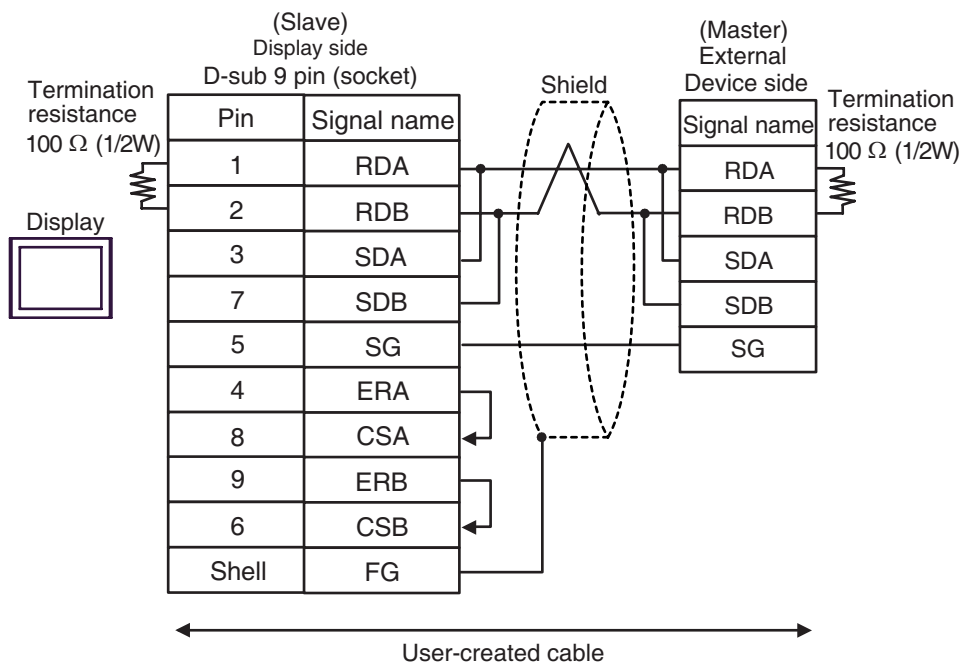 (Slave)
Display side
D-sub 9 pin (socket)
(Master)
External
Device side
Termination
resistance
100 Ω (1/2W)
Shield
Termination
resistance
100 Ω (1/2W)
Display
Pin Signal name
1 RDA
2 RDB
3 SDA
7 SDB
5 SG
4 ERA
8 CSA
9 ERB
6 CSB
Shell FG
Signal name
RDA
RDB
SDA
SDB
SG
User-created cable